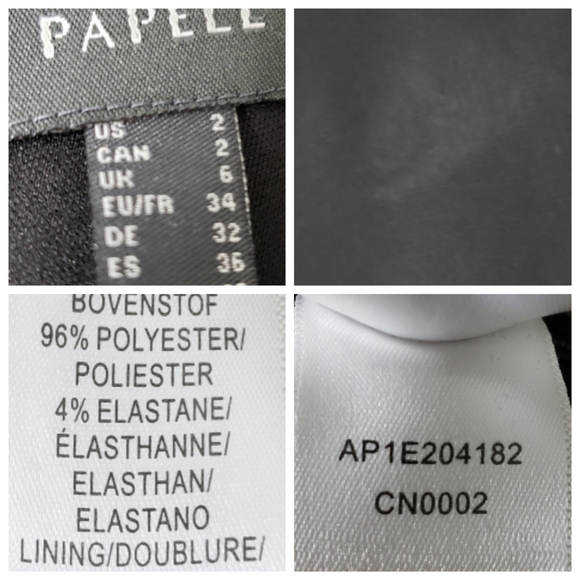 PAPELL
US 2
CAN 2
UK 6
EU/FR 34
DE 32
ES 36
BOVENSTOF
96% POLYESTER/
POLIESTER
4% ELASTANE/
ÉLASTHANNE/
ELASTHAN/
ELASTANO
LINING/DOUBLURE/
AP1E204182
CN0002